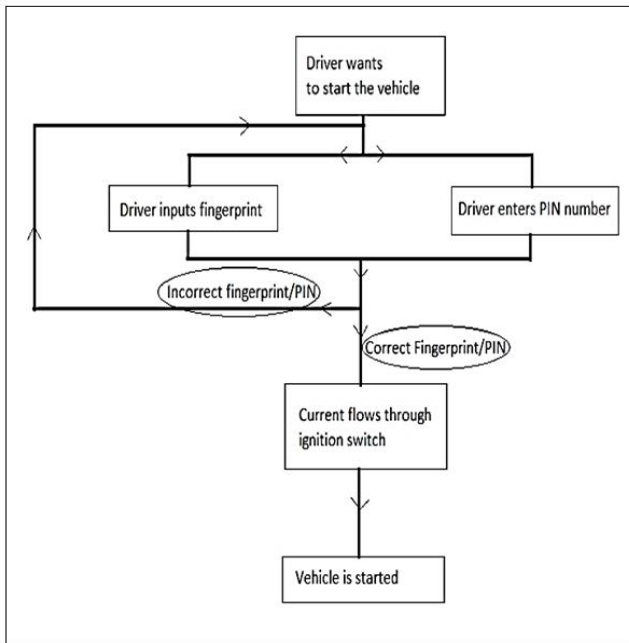 Driver wants
to start the vehicle
Driver inputs fingerprint
Driver enters PIN number
Incorrect fingerprint/PIN
Correct Fingerprint/PIN
Current flows through
ignition switch
Vehicle is started